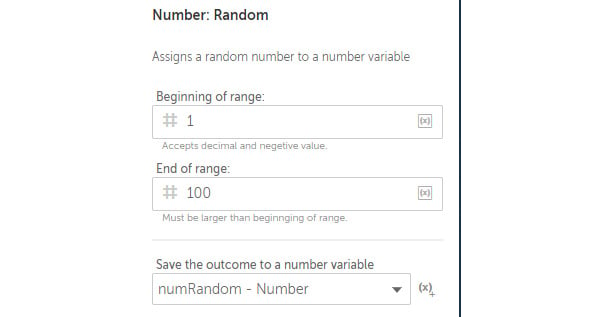 Number: Random
Assigns a random number to a number variable
Beginning of range:
# 1 (x)
Accepts decimal and negetive value.
End of range:
# 100 (x)
Must be larger than beginnging of range.
Save the outcome to a number variable
numRandom - Number (x)+